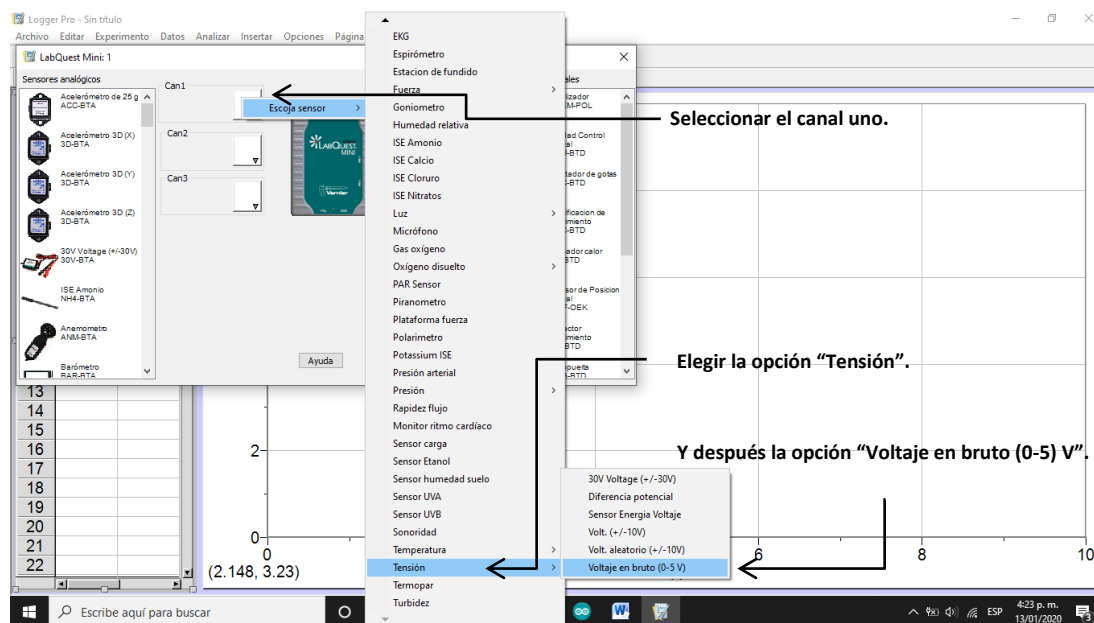 Logger Pro - Sin título
Archivo Editar Experimento Datos Analizar Insertar Opciones Página
LabQuest Mini: 1
Sensores analógicos
Acelerómetro de 25 g
ACC-BTA
Acelerómetro 3D (X)
3D-BTA
Acelerómetro 3D (Y)
3D-BTA
Acelerómetro 3D (Z)
3D-BTA
30V Voltage (+/-30V)
30V-BTA
ISE Amonio
NH4-BTA
Anemometro
ANM-BTA
Barómetro
BAR-BTA
Can1
Can2
Can3
Escoja sensor
LABQUEST
MINI
Vernier
Ayuda
EKG
Espirómetro
Estacion de fundido
Fuerza
Goniometro
Humedad relativa
ISE Amonio
ISE Calcio
ISE Cloruro
ISE Nitratos
Luz
Micrófono
Gas oxígeno
Oxígeno disuelto
PAR Sensor
Piranometro
Plataforma fuerza
Polarimetro
Potassium ISE
Presión arterial
Presión
Rapidez flujo
Monitor ritmo cardíaco
Sensor carga
Sensor Etanol
Sensor humedad suelo
Sensor UVA
Sensor UVB
Sonoridad
Temperatura
Tensión
Termopar
Turbidez
30V Voltage (+/-30V)
Diferencia potencial
Sensor Energia Voltaje
Volt. (+/-10V)
Volt. aleatorio (+/-10V)
Voltaje en bruto (0-5 V)
Seleccionar el canal uno.
Elegir la opción “Tensión”.
Y después la opción “Voltaje en bruto (0-5) V”.
13
14
15
16
17
18
19
20
21
22
2
0
0
6
8
10
(2.148, 3.23)
Escribe aquí para buscar
ESP
4:23 p. m.
13/01/2020
3